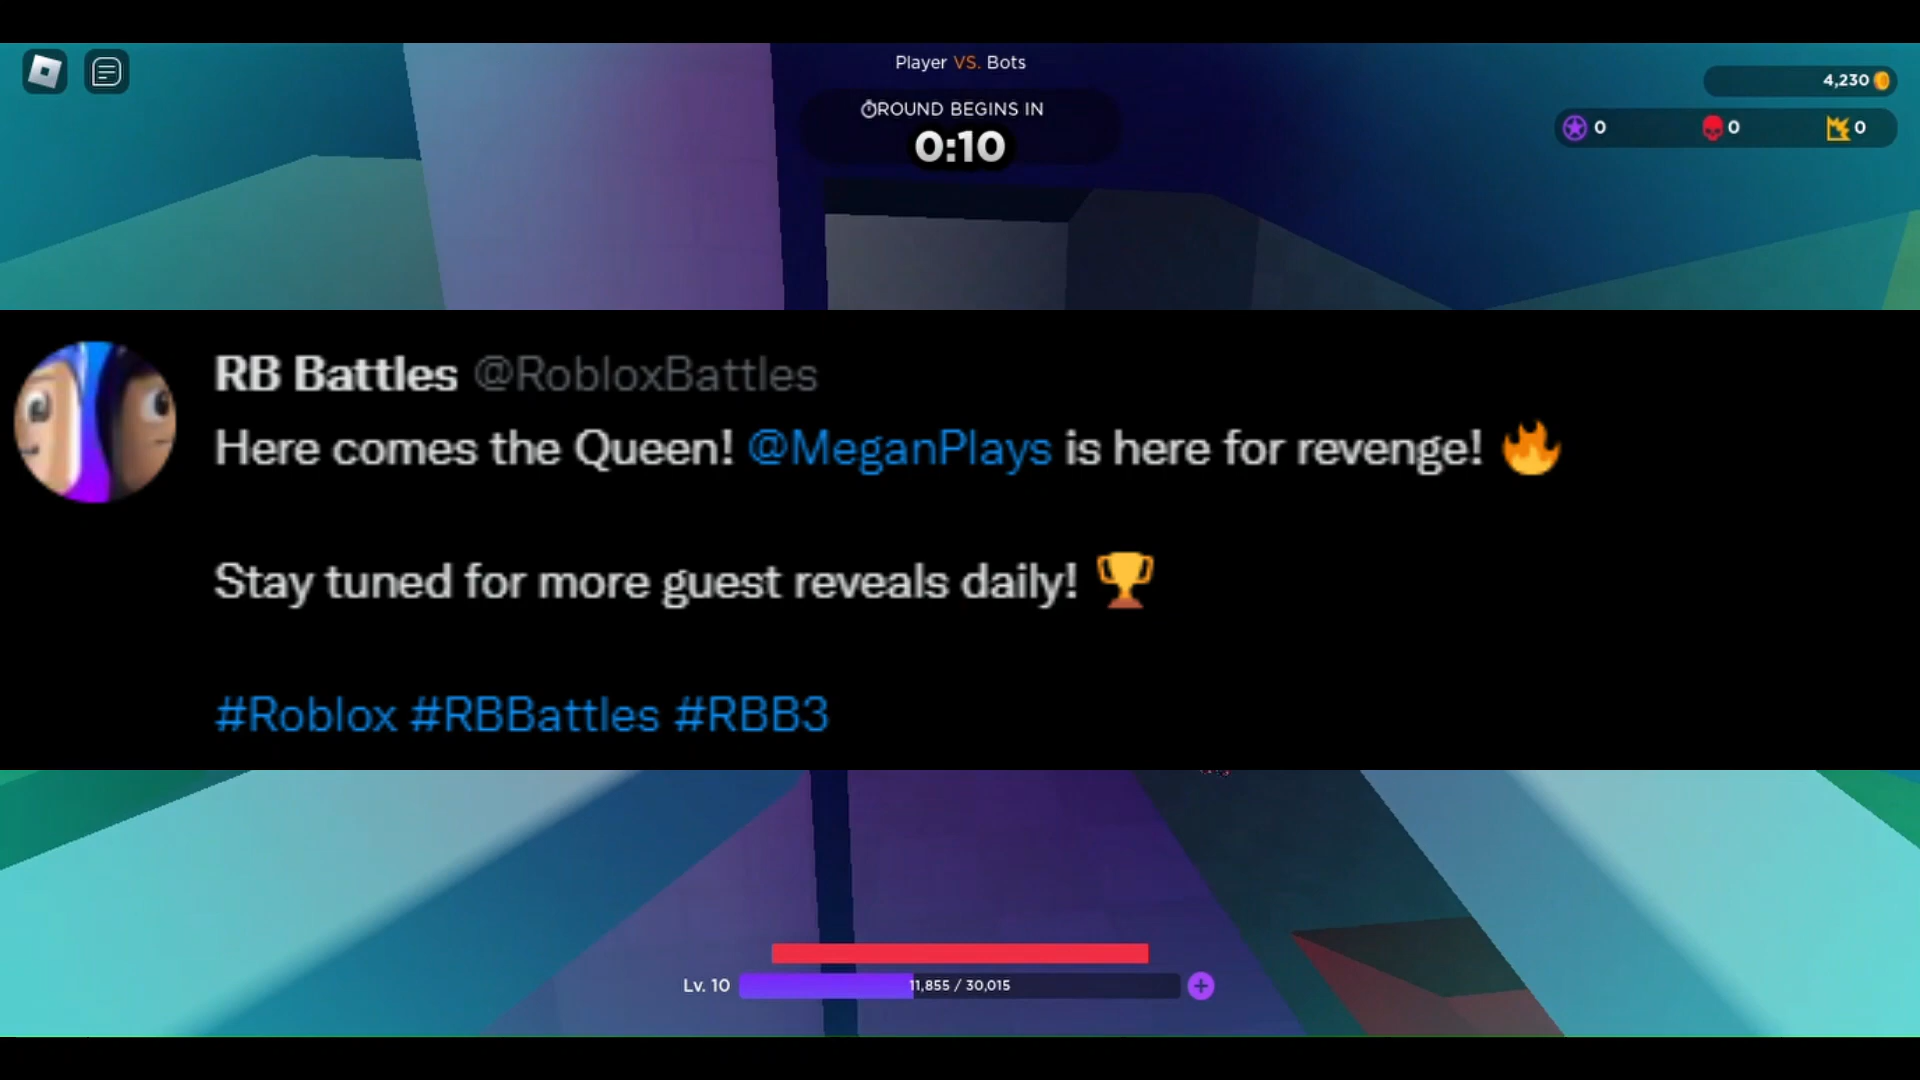 Player VS. Bots
ROUND BEGINS IN
0:10
4,230
0 0 0
RB Battles @RobloxBattles
Here comes the Queen! @MeganPlays is here for revenge! 🔥
Stay tuned for more guest reveals daily! 🏆
#Roblox #RBBattles #RBB3
Lv. 10 11,855 / 30,015 +